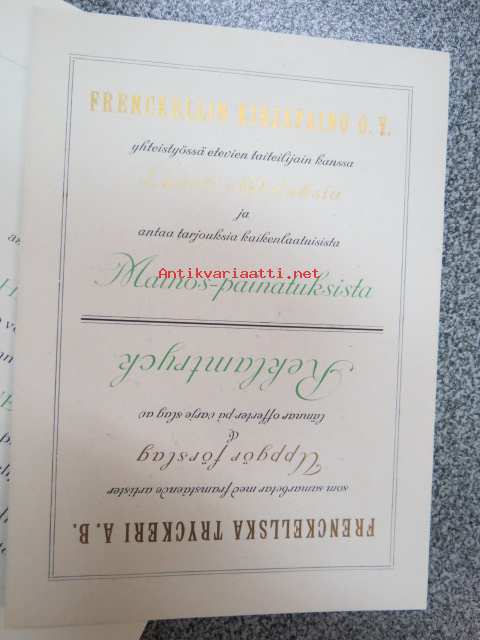 FRENCKELLIN KIRJAPAINO O. Y.
yhteistyössä etevien taiteilijain kanssa
ja
antaa tarjouksia kaikenlaatuisista
Mainos-painatuksista
Antikvariaatti.net
FRENCKELLSKA TRYCKERI A. B.
som samarbetar med framstående artister
Uppgör förslag
&
lämnar offerter på varje slag av
Reklamtryck